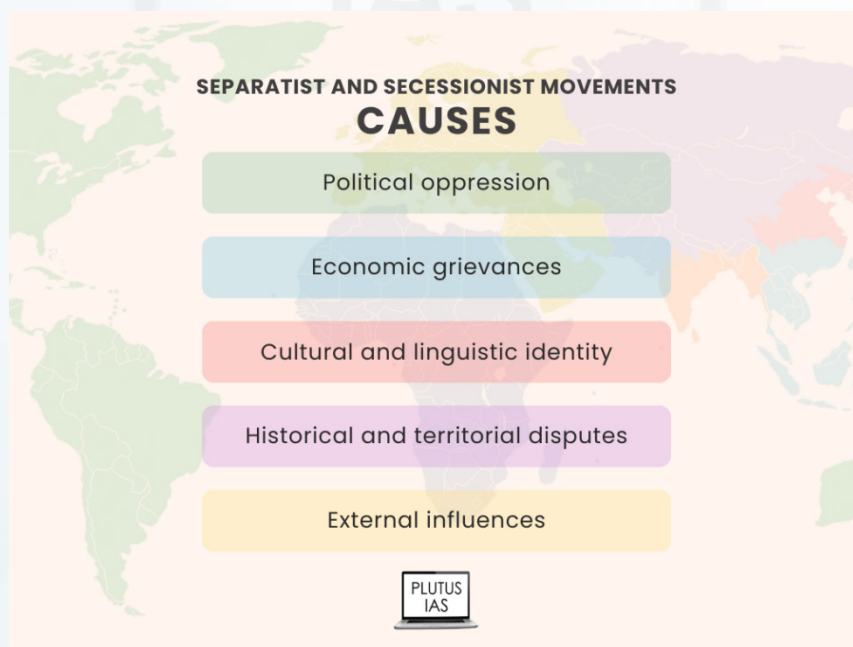 SEPARATIST AND SECESSIONIST MOVEMENTS
CAUSES
Political oppression
Economic grievances
Cultural and linguistic identity
Historical and territorial disputes
External influences
PLUTUS
IAS